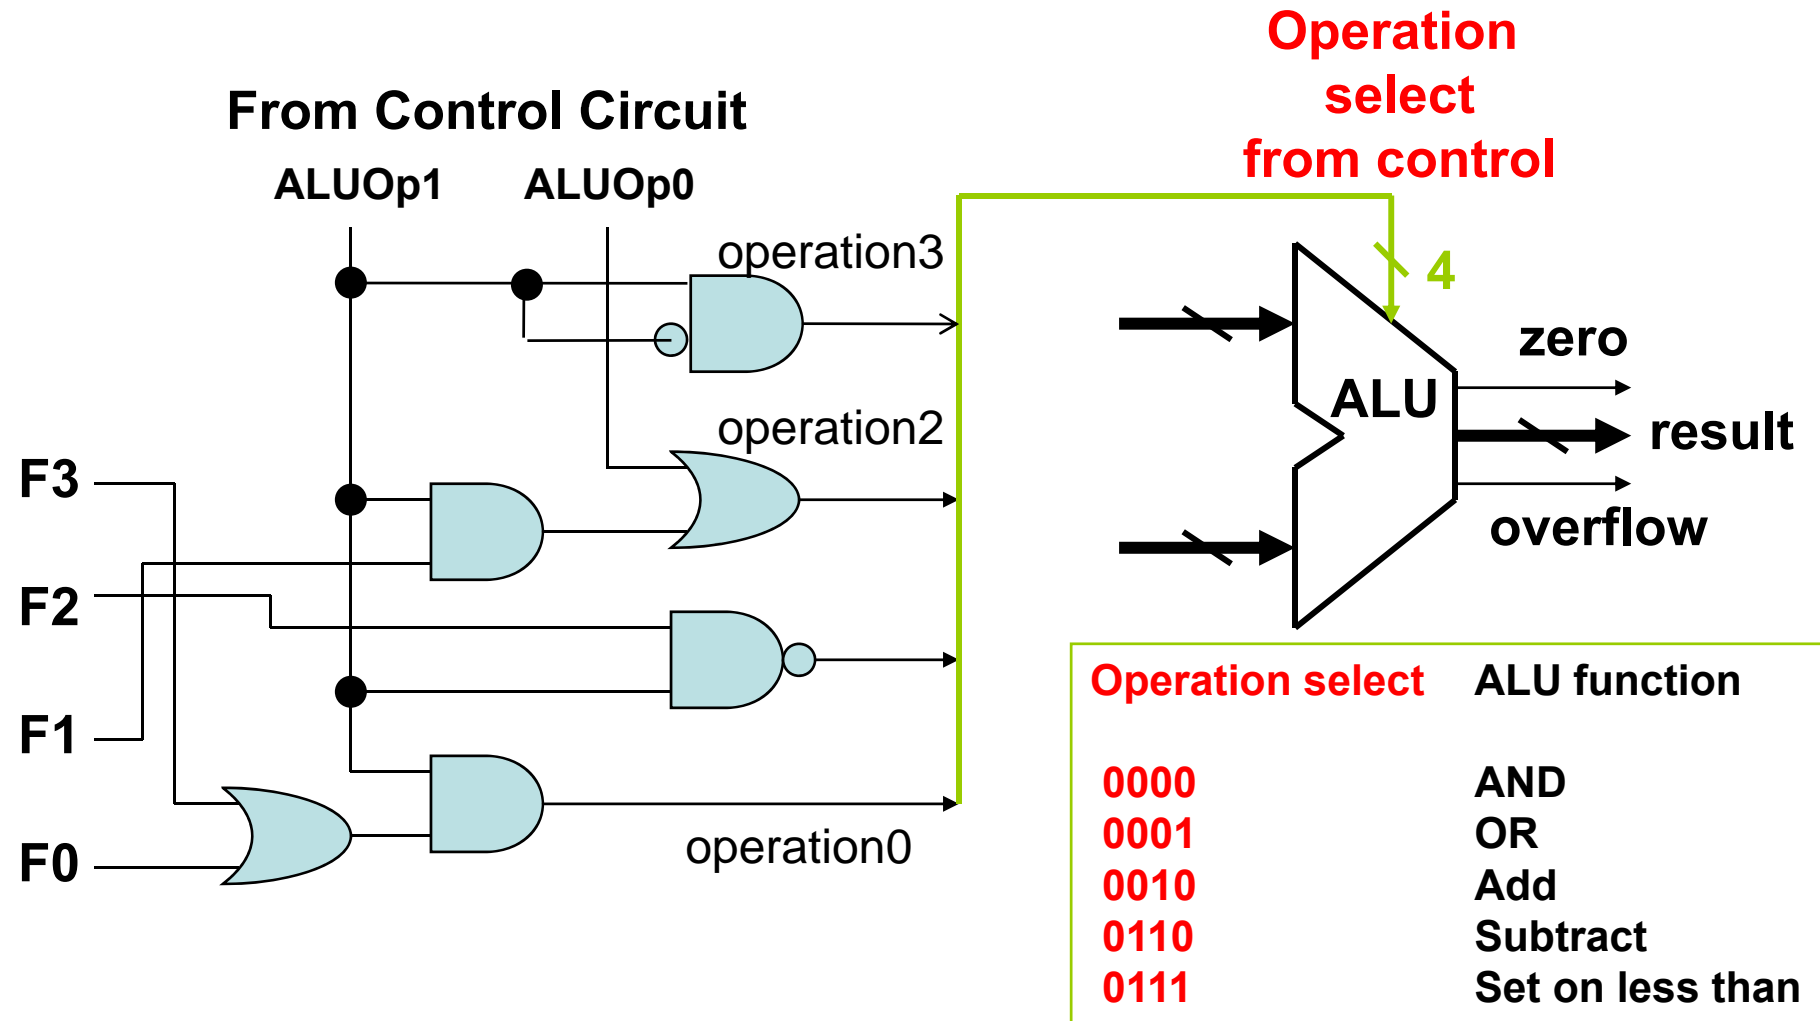 Operation
select
from control
From Control Circuit
ALUOp1 ALUOp0
operation3
4
zero
ALU
result
overflow
operation2
F3
F2
F1
F0
operation0
Operation select ALU function
0000 AND
0001 OR
0010 Add
0110 Subtract
0111 Set on less than